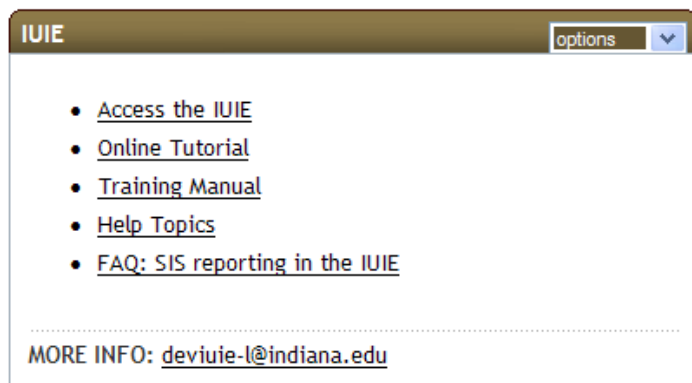 IUIE
options
Access the IUIE
Online Tutorial
Training Manual
Help Topics
FAQ: SIS reporting in the IUIE
MORE INFO: deviuie-l@indiana.edu